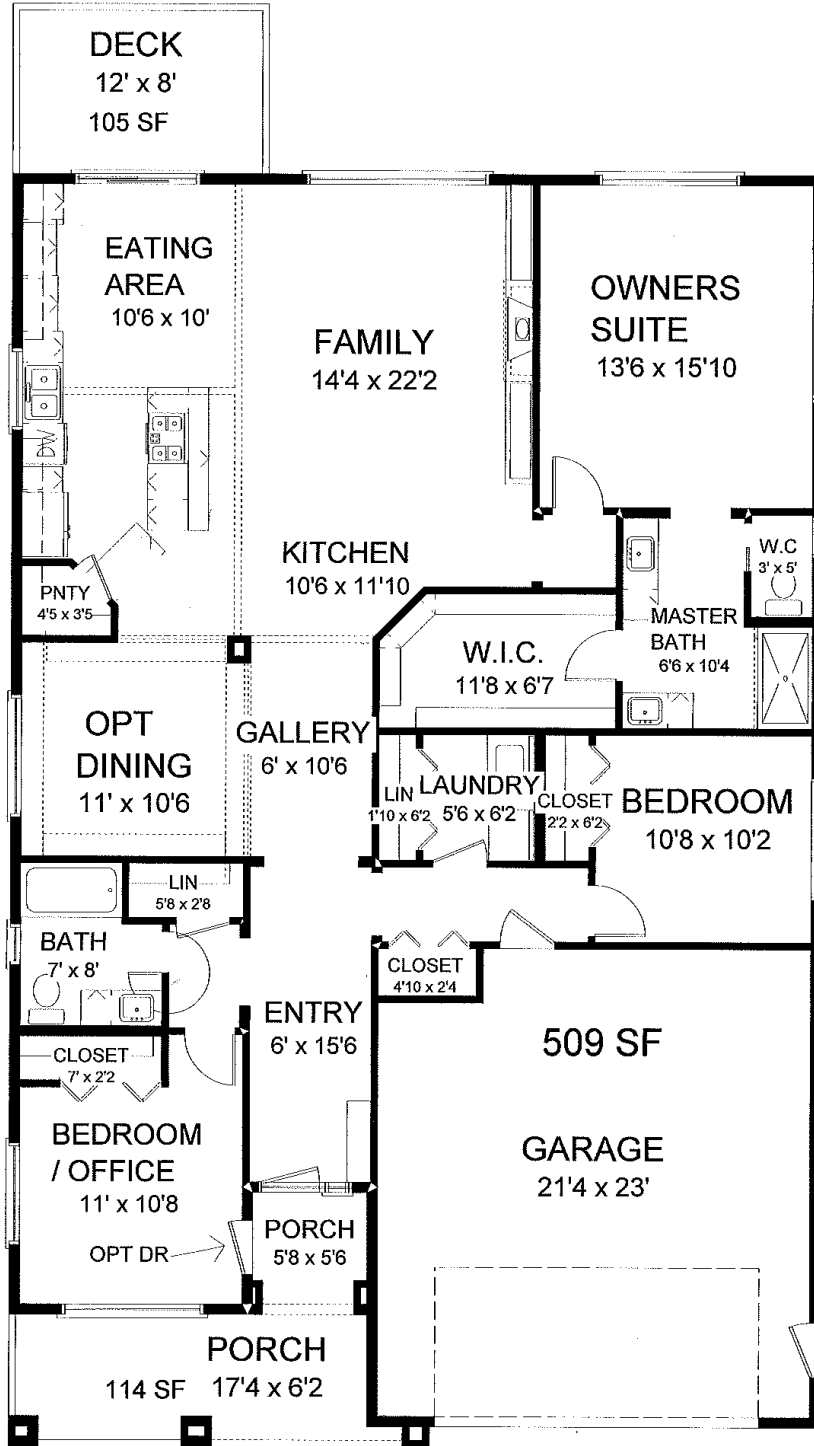 DECK
12' x 8'
105 SF
EATING
AREA
10'6 x 10'
FAMILY
14'4 x 22'2
OWNERS
SUITE
13'6 x 15'10
DW
KITCHEN
10'6 x 11'10
PNTY
4'5 x 3'5
W.C
3' x 5'
MASTER
BATH
6'6 x 10'4
W.I.C.
11'8 x 6'7
OPT
DINING
11' x 10'6
GALLERY
6' x 10'6
LIN
1'10 x 6'2
LAUNDRY
5'6 x 6'2
CLOSET
2'2 x 6'2
BEDROOM
10'8 x 10'2
LIN
5'8 x 2'8
BATH
7' x 8'
CLOSET
4'10 x 2'4
ENTRY
6' x 15'6
509 SF
CLOSET
7' x 2'2
BEDROOM
/ OFFICE
11' x 10'8
GARAGE
21'4 x 23'
OPT DR
PORCH
5'8 x 5'6
PORCH
114 SF 17'4 x 6'2